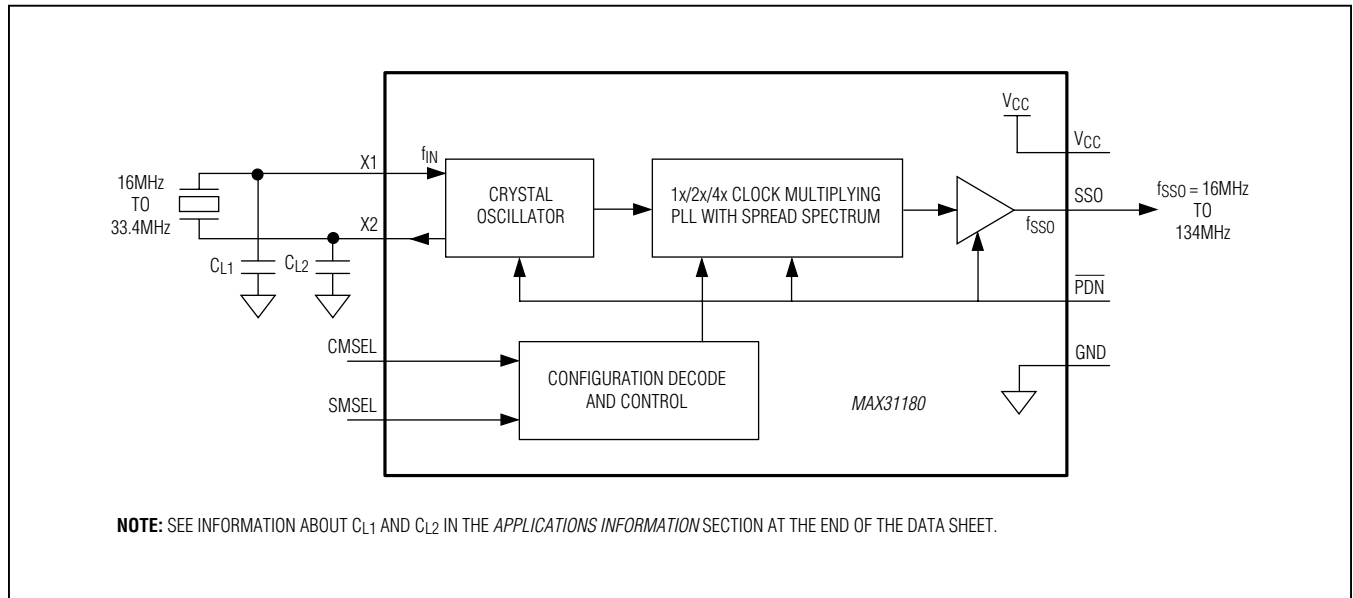 VCC
VCC
X1
fIN
16MHz
TO
33.4MHz
CRYSTAL
OSCILLATOR
1x/2x/4x CLOCK MULTIPLYING
PLL WITH SPREAD SPECTRUM
SSO
fSSO
fSSO = 16MHz
TO
134MHz
X2
CL1
CL2
PDN
CMSEL
SMSEL
CONFIGURATION DECODE
AND CONTROL
GND
MAX31180
NOTE: SEE INFORMATION ABOUT CL1 AND CL2 IN THE APPLICATIONS INFORMATION SECTION AT THE END OF THE DATA SHEET.